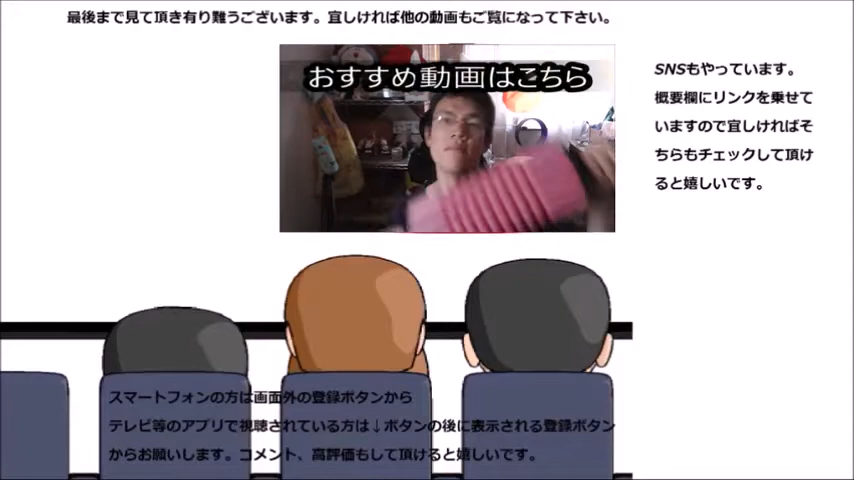 最後まで見て頂き有り難うございます。宜しければ他の動画もご覧になって下さい。
おすすめ動画はこちら
SNSもやっています。
概要欄にリンクを乗せて
いますので宜しければそ
ちらもチェックして頂け
ると嬉しいです。
スマートフォンの方は画面外の登録ボタンから
テレビ等のアプリで視聴されている方は↓ボタンの後に表示される登録ボタン
からお願いします。コメント、高評価もして頂けると嬉しいです。